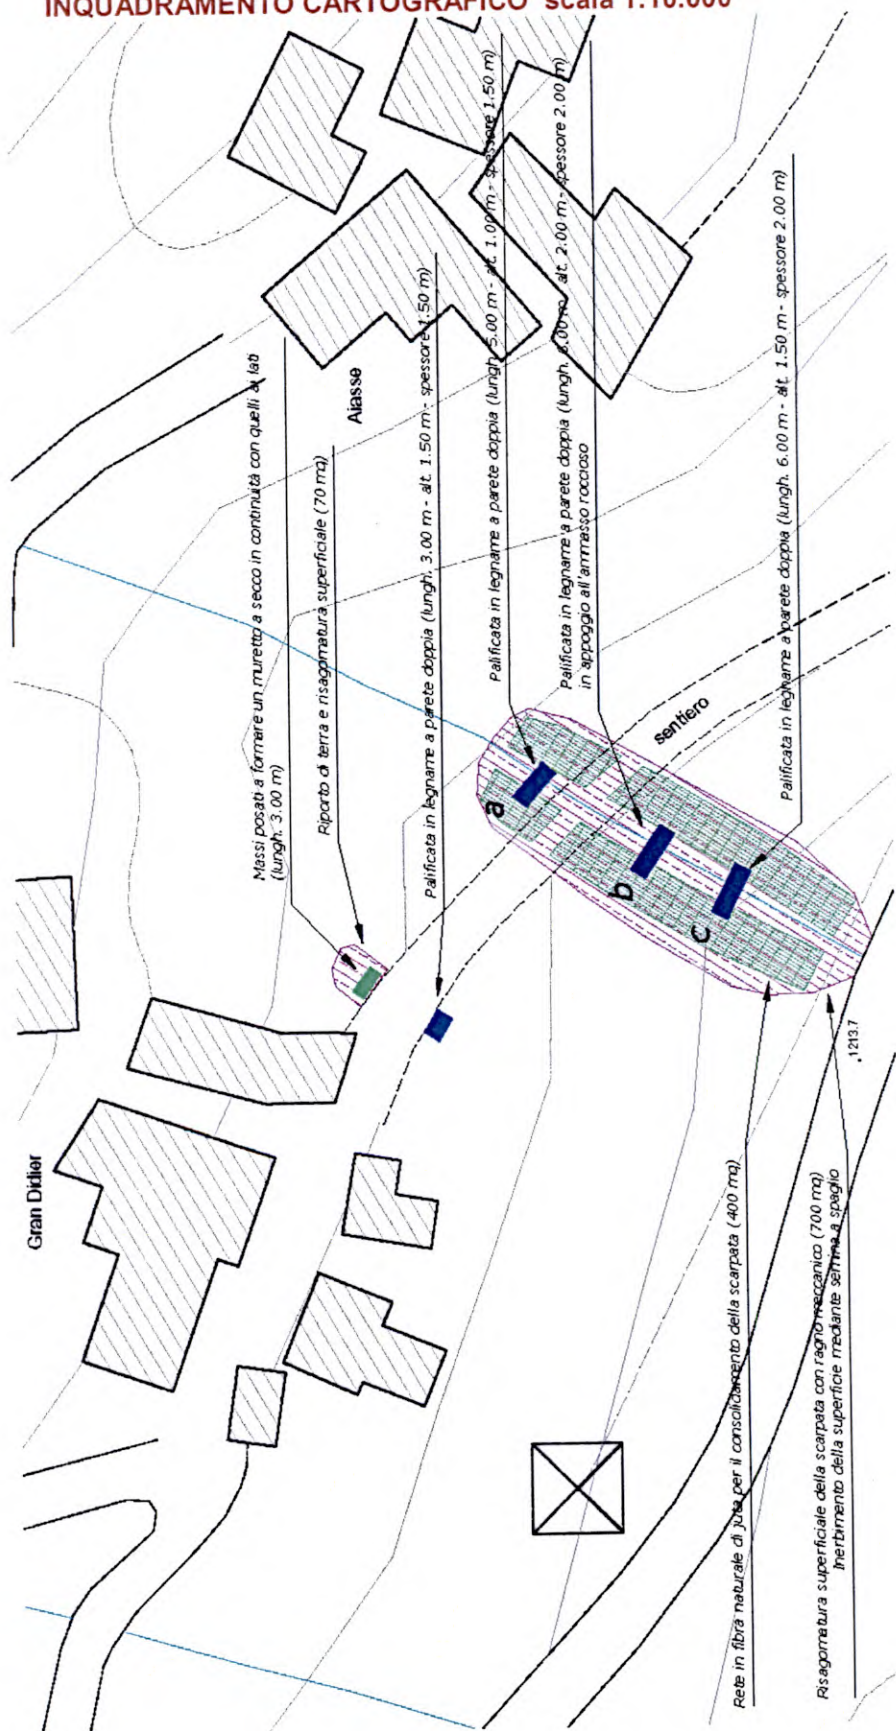 INQUADRAMENTO CARTOGRAFICO scala 1:10.000
Gran Didier
Massi posati a formare un muretto a secco in continuità con quelli ai lati
(lungh. 3.00 m)
Riporto di terra e risagomatura superficiale (70 mq)
Aiasse
Palificata in legname a parete doppia (lungh. 3.00 m - alt. 1.50 m - spessore 1.50 m)
Palificata in legname a parete doppia (lungh. 5.00 m - alt. 1.00 m - spessore 1.50 m)
Palificata in legname a parete doppia (lungh. 6.00 m - alt. 2.00 m - spessore 2.00 m)
in appoggio all'ammasso roccioso
Palificata in legname a parete doppia (lungh. 6.00 m - alt. 1.50 m - spessore 2.00 m)
sentiero
a
b
c
1213.7
Rete in fibra naturale di juta per il consolidamento della scarpata (400 mq)
Risagomatura superficiale della scarpata con ragno meccanico (700 mq)
Inerbimento della superficie mediante semina a spaglio